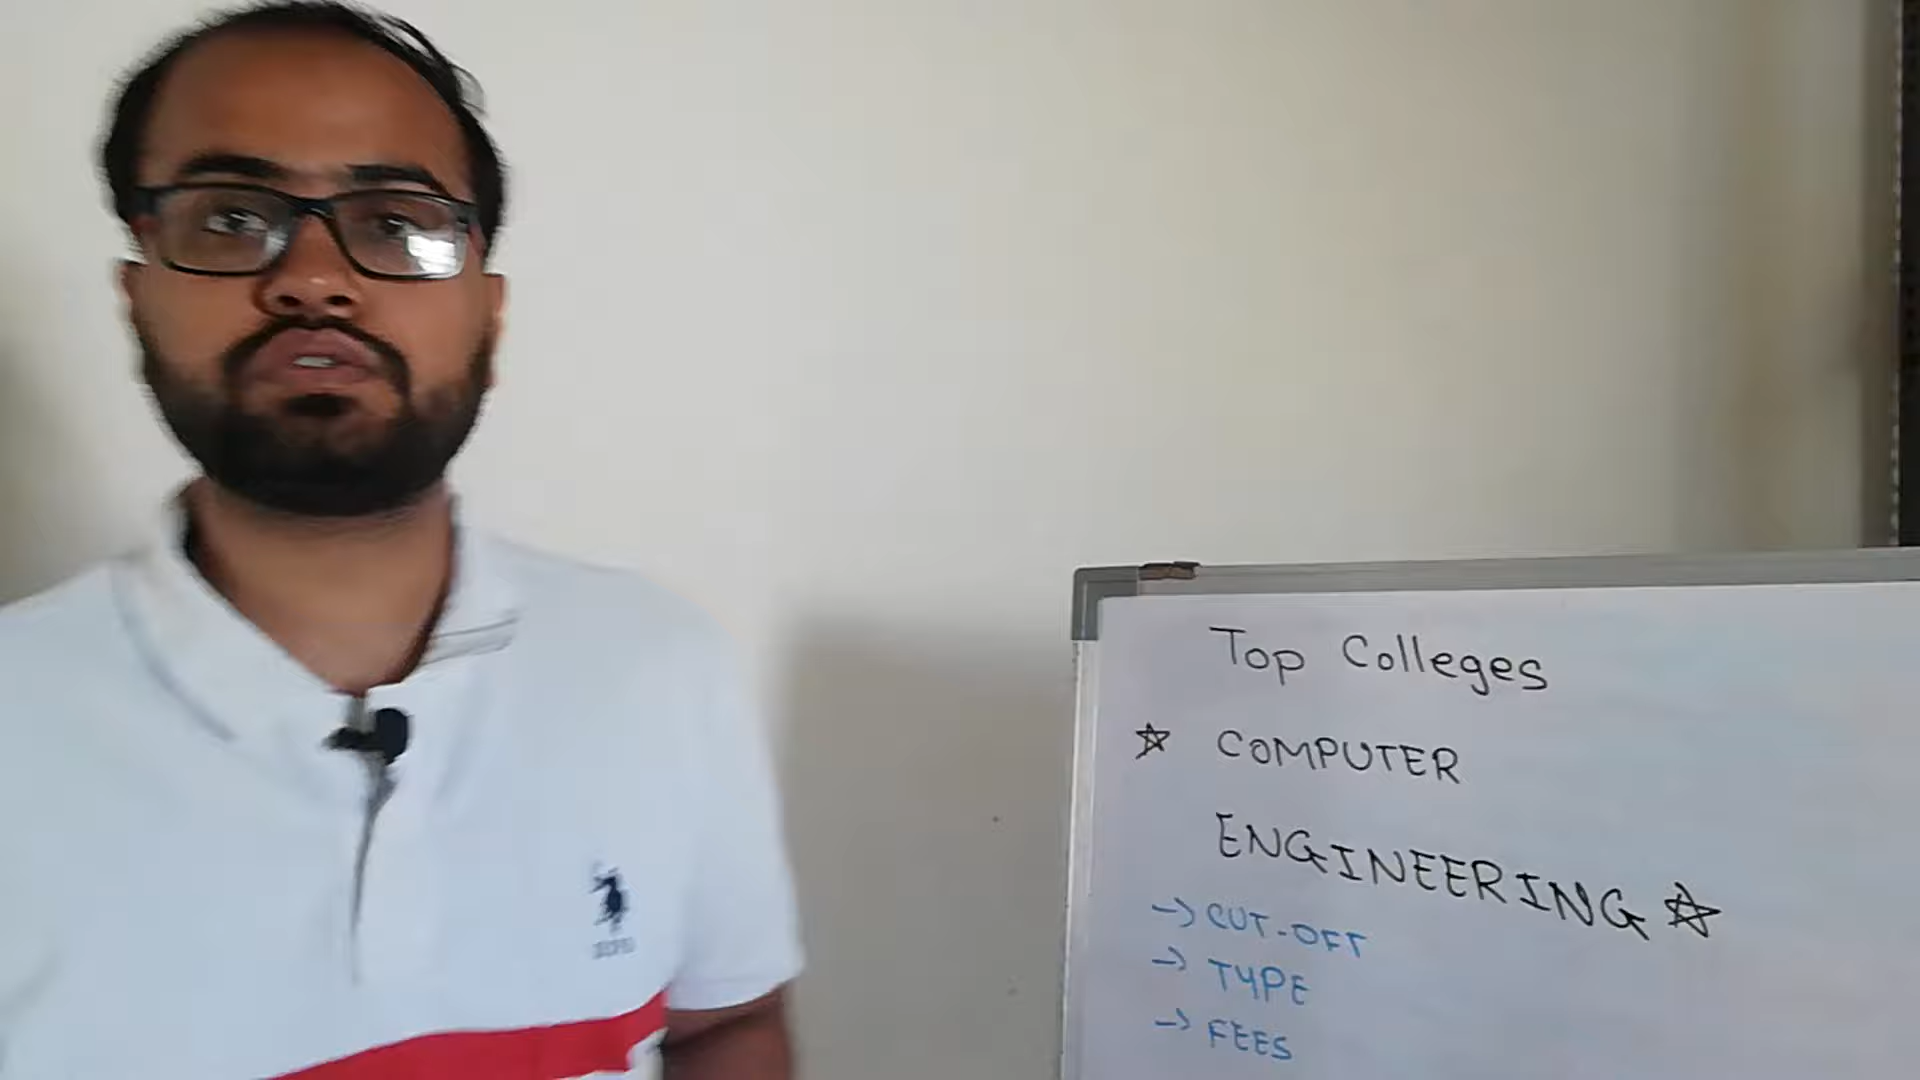 Top Colleges
☆ COMPUTER
ENGINEERING ☆
→ CUT-OFF
→ TYPE
→ FEES